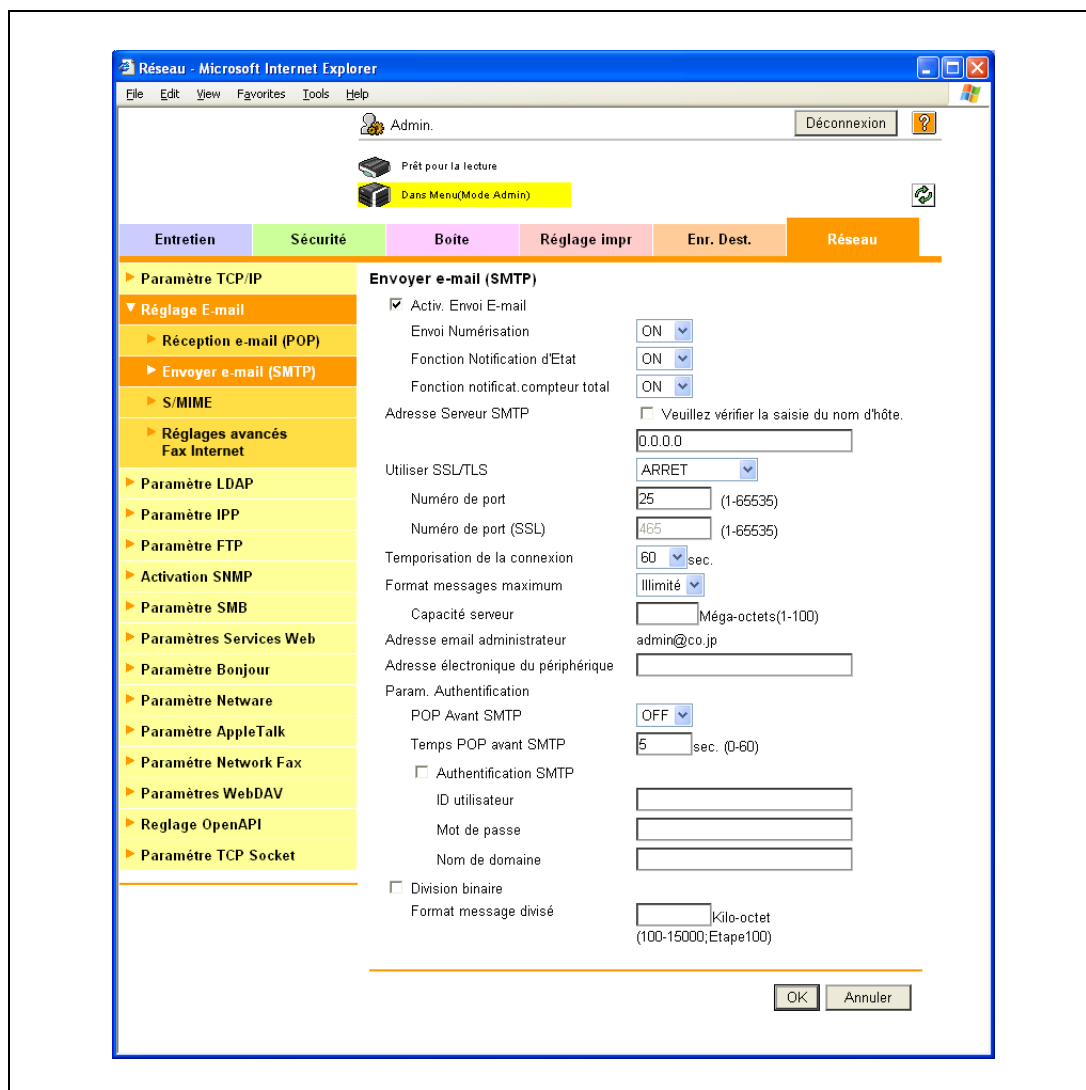 Réseau - Microsoft Internet Explorer
File Edit View Favorites Tools Help
Admin.
Déconnexion
?
Prêt pour la lecture
Dans Menu(Mode Admin)
Entretien Sécurité Boîte Réglage impr Enr. Dest. Réseau
Paramètre TCP/IP
Réglage E-mail
Réception e-mail (POP)
Envoyer e-mail (SMTP)
S/MIME
Réglages avancés
Fax Internet
Paramètre LDAP
Paramètre IPP
Paramètre FTP
Activation SNMP
Paramètre SMB
Paramètres Services Web
Paramètre Bonjour
Paramètre Netware
Paramètre AppleTalk
Paramétre Network Fax
Paramètres WebDAV
Reglage OpenAPI
Paramétre TCP Socket
Envoyer e-mail (SMTP)
Activ. Envoi E-mail
Envoi Numérisation ON
Fonction Notification d'Etat ON
Fonction notificat.compteur total ON
Adresse Serveur SMTP Veuillez vérifier la saisie du nom d'hôte.
0.0.0.0
Utiliser SSL/TLS ARRET
Numéro de port 25 (1-65535)
Numéro de port (SSL) 465 (1-65535)
Temporisation de la connexion 60 sec.
Format messages maximum Illimité
Capacité serveur Méga-octets(1-100)
Adresse email administrateur admin@co.jp
Adresse électronique du périphérique
Param. Authentification
POP Avant SMTP OFF
Temps POP avant SMTP 5 sec. (0-60)
Authentification SMTP
ID utilisateur
Mot de passe
Nom de domaine
Division binaire
Format message divisé Kilo-octet
(100-15000;Etape100)
OK Annuler